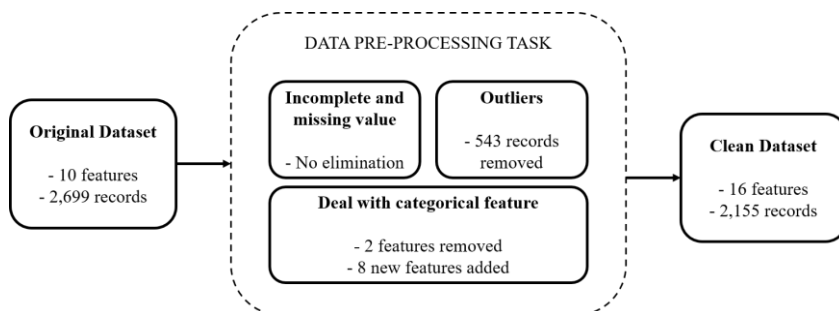 DATA PRE-PROCESSING TASK
Original Dataset
- 10 features
- 2,699 records
Incomplete and
missing value
- No elimination
Outliers
- 543 records
removed
Deal with categorical feature
- 2 features removed
- 8 new features added
Clean Dataset
- 16 features
- 2,155 records